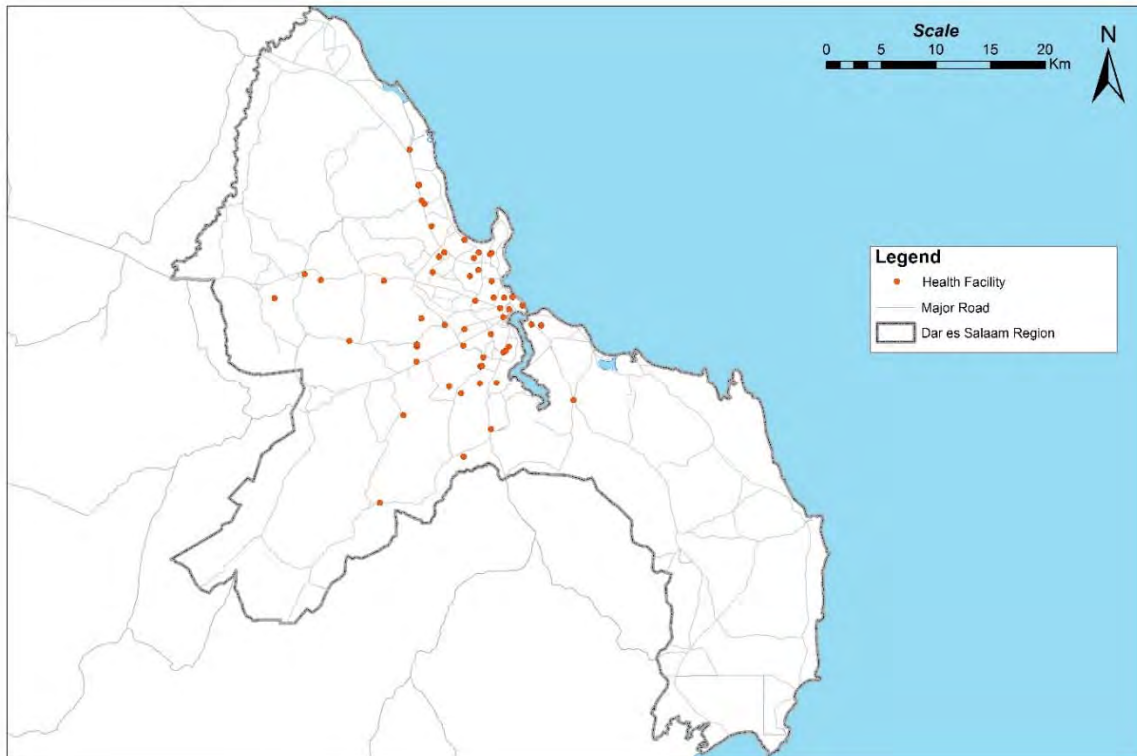 Scale
0 5 10 15 20
Km
N
Legend
Health Facility
Major Road
Dar es Salaam Region